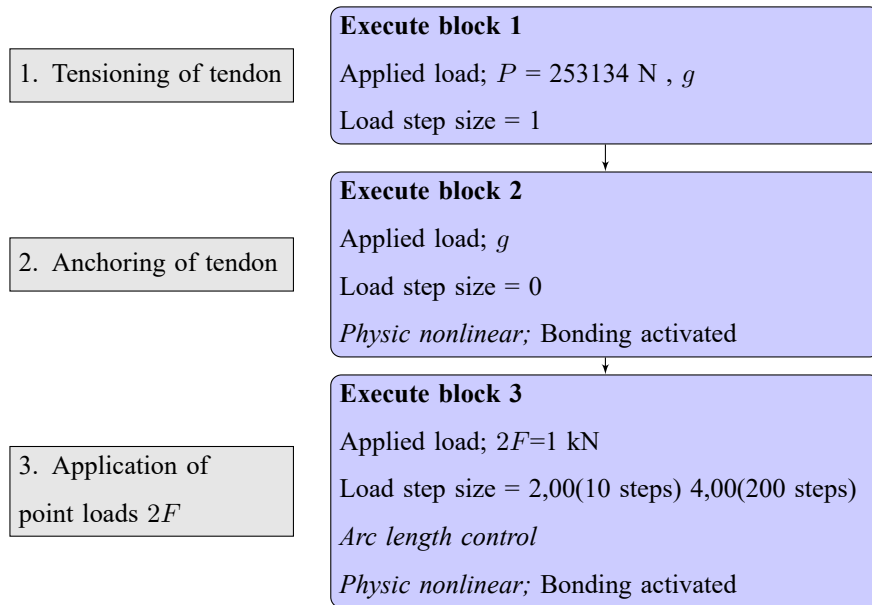 1. Tensioning of tendon
Execute block 1
Applied load; P = 253134 N , g
Load step size = 1
2. Anchoring of tendon
Execute block 2
Applied load; g
Load step size = 0
Physic nonlinear; Bonding activated
3. Application of
point loads 2F
Execute block 3
Applied load; 2F=1 kN
Load step size = 2,00(10 steps) 4,00(200 steps)
Arc length control
Physic nonlinear; Bonding activated